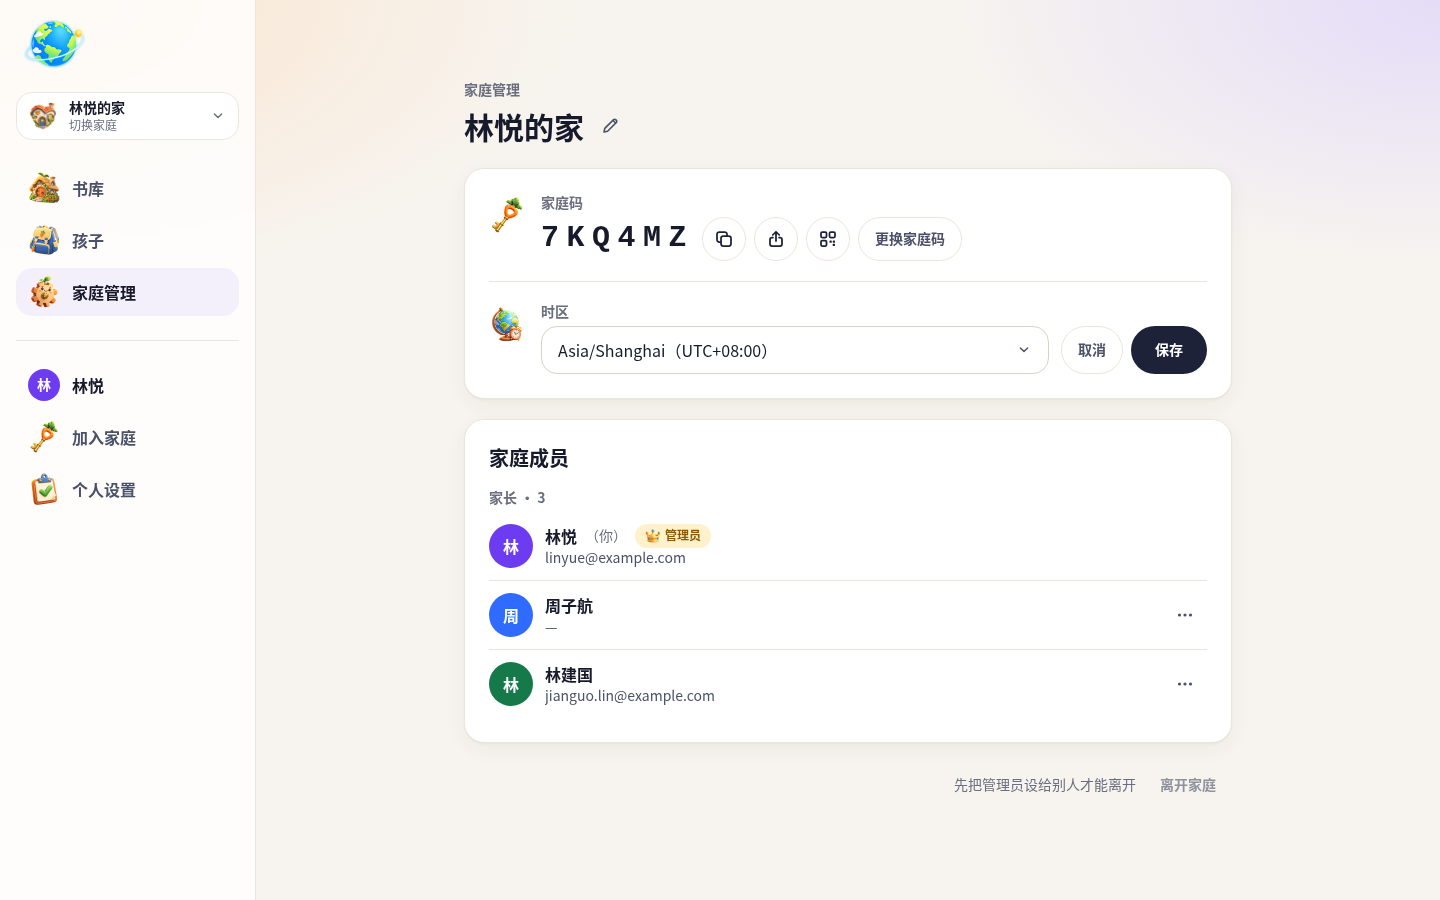 林悦的家
切换家庭
书库
孩子
家庭管理
林 林悦
加入家庭
个人设置
家庭管理
林悦的家
家庭码
7KQ4MZ
更换家庭码
时区
Asia/Shanghai（UTC+08:00）
取消
保存
家庭成员
家长 • 3
林
林悦 （你） 管理员
linyue@example.com
周
周子航
—
林
林建国
jianguo.lin@example.com
先把管理员设给别人才能离开 离开家庭